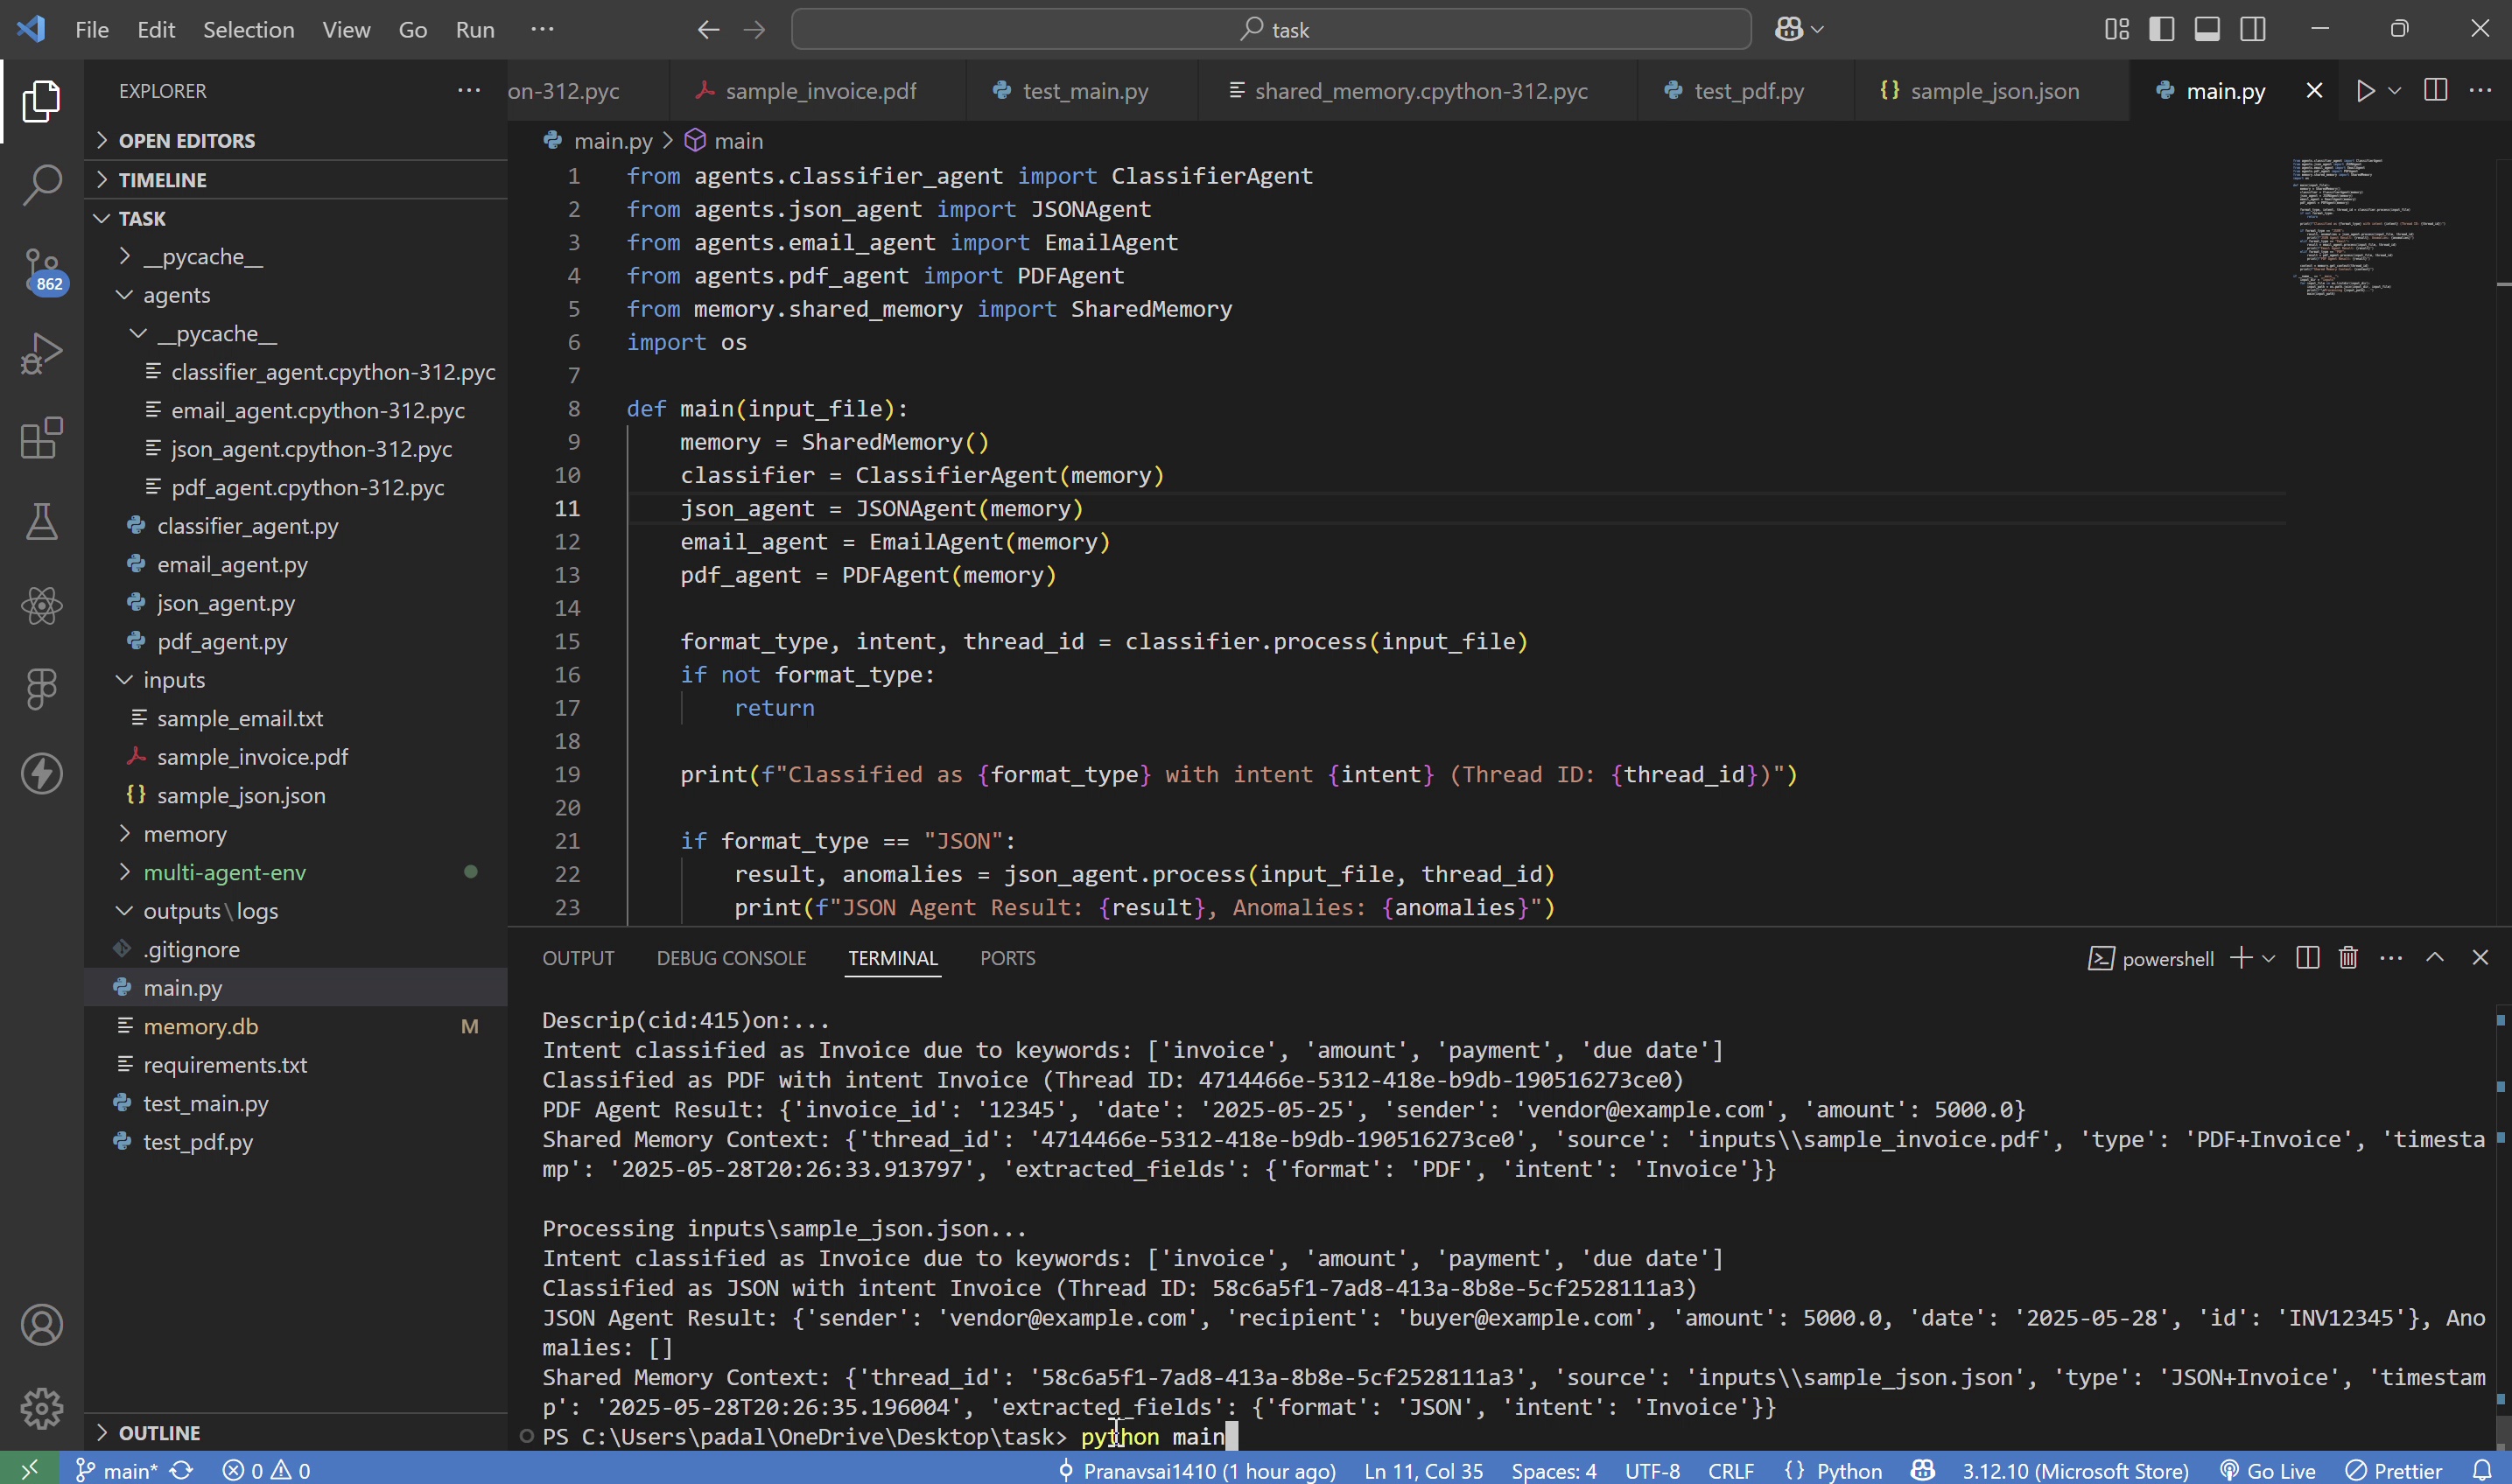 File Edit Selection View Go Run ···
task
EXPLORER ···
on-312.pyc
sample_invoice.pdf
test_main.py
shared_memory.cpython-312.pyc
test_pdf.py
{} sample_json.json
main.py
OPEN EDITORS
TIMELINE
TASK
__pycache__
agents
__pycache__
classifier_agent.cpython-312.pyc
email_agent.cpython-312.pyc
json_agent.cpython-312.pyc
pdf_agent.cpython-312.pyc
classifier_agent.py
email_agent.py
json_agent.py
pdf_agent.py
inputs
sample_email.txt
sample_invoice.pdf
{} sample_json.json
memory
multi-agent-env
outputs\logs
.gitignore
main.py
memory.db M
requirements.txt
test_main.py
test_pdf.py
OUTLINE
862
main.py > main
1 from agents.classifier_agent import ClassifierAgent
2 from agents.json_agent import JSONAgent
3 from agents.email_agent import EmailAgent
4 from agents.pdf_agent import PDFAgent
5 from memory.shared_memory import SharedMemory
6 import os
7
8 def main(input_file):
9 memory = SharedMemory()
10 classifier = ClassifierAgent(memory)
11 json_agent = JSONAgent(memory)
12 email_agent = EmailAgent(memory)
13 pdf_agent = PDFAgent(memory)
14
15 format_type, intent, thread_id = classifier.process(input_file)
16 if not format_type:
17 return
18
19 print(f"Classified as {format_type} with intent {intent} (Thread ID: {thread_id})")
20
21 if format_type == "JSON":
22 result, anomalies = json_agent.process(input_file, thread_id)
23 print(f"JSON Agent Result: {result}, Anomalies: {anomalies}")
OUTPUT DEBUG CONSOLE TERMINAL PORTS
powershell
Descrip(cid:415)on:...
Intent classified as Invoice due to keywords: ['invoice', 'amount', 'payment', 'due date']
Classified as PDF with intent Invoice (Thread ID: 4714466e-5312-418e-b9db-190516273ce0)
PDF Agent Result: {'invoice_id': '12345', 'date': '2025-05-25', 'sender': 'vendor@example.com', 'amount': 5000.0}
Shared Memory Context: {'thread_id': '4714466e-5312-418e-b9db-190516273ce0', 'source': 'inputs\\sample_invoice.pdf', 'type': 'PDF+Invoice', 'timesta
mp': '2025-05-28T20:26:33.913797', 'extracted_fields': {'format': 'PDF', 'intent': 'Invoice'}}
Processing inputs\sample_json.json...
Intent classified as Invoice due to keywords: ['invoice', 'amount', 'payment', 'due date']
Classified as JSON with intent Invoice (Thread ID: 58c6a5f1-7ad8-413a-8b8e-5cf2528111a3)
JSON Agent Result: {'sender': 'vendor@example.com', 'recipient': 'buyer@example.com', 'amount': 5000.0, 'date': '2025-05-28', 'id': 'INV12345'}, Ano
malies: []
Shared Memory Context: {'thread_id': '58c6a5f1-7ad8-413a-8b8e-5cf2528111a3', 'source': 'inputs\\sample_json.json', 'type': 'JSON+Invoice', 'timestam
p': '2025-05-28T20:26:35.196004', 'extracted_fields': {'format': 'JSON', 'intent': 'Invoice'}}
PS C:\Users\padal\OneDrive\Desktop\task> python main
main* 0 0 Pranavsai1410 (1 hour ago) Ln 11, Col 35 Spaces: 4 UTF-8 CRLF {} Python 3.12.10 (Microsoft Store) Go Live Prettier